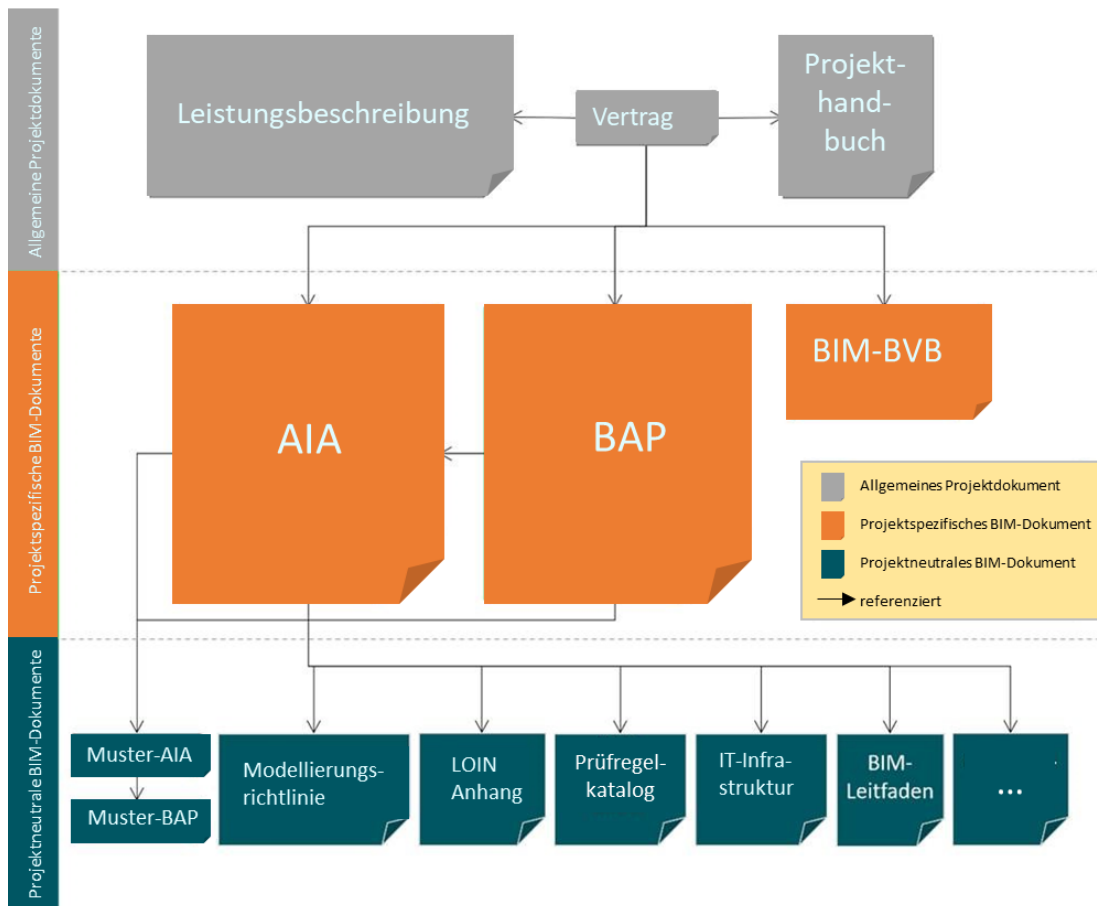 Allgemeine Projektdokumente
Leistungsbeschreibung
Vertrag
Projekt-
hand-
buch
Projektspezifische BIM-Dokumente
AIA
BAP
BIM-BVB
Allgemeines Projektdokument
Projektspezifisches BIM-Dokument
Projektneutrales BIM-Dokument
referenziert
Projektneutrale BIM-Dokumente
Muster-AIA
Muster-BAP
Modellierungs-
richtlinie
LOIN
Anhang
Prüfregel-
katalog
IT-Infra-
struktur
BIM-
Leitfaden
...